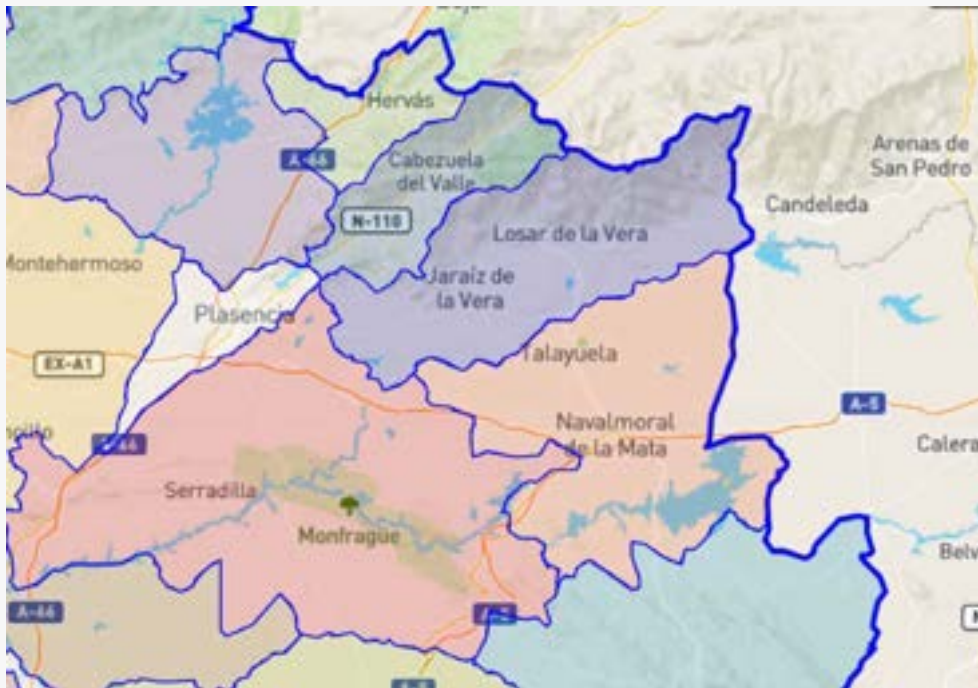 Hervás
A-66
Arenas de
San Pedro
Cabezuela
del Valle
Candeleda
N-110
Losar de la Vera
Montehermoso
Jaraíz de
la Vera
Plasencia
EX-A1
Talayuela
A-5
Navalmoral
de la Mata
A-66
Calera
Serradilla
Monfragüe
Belv
A-66
A-5